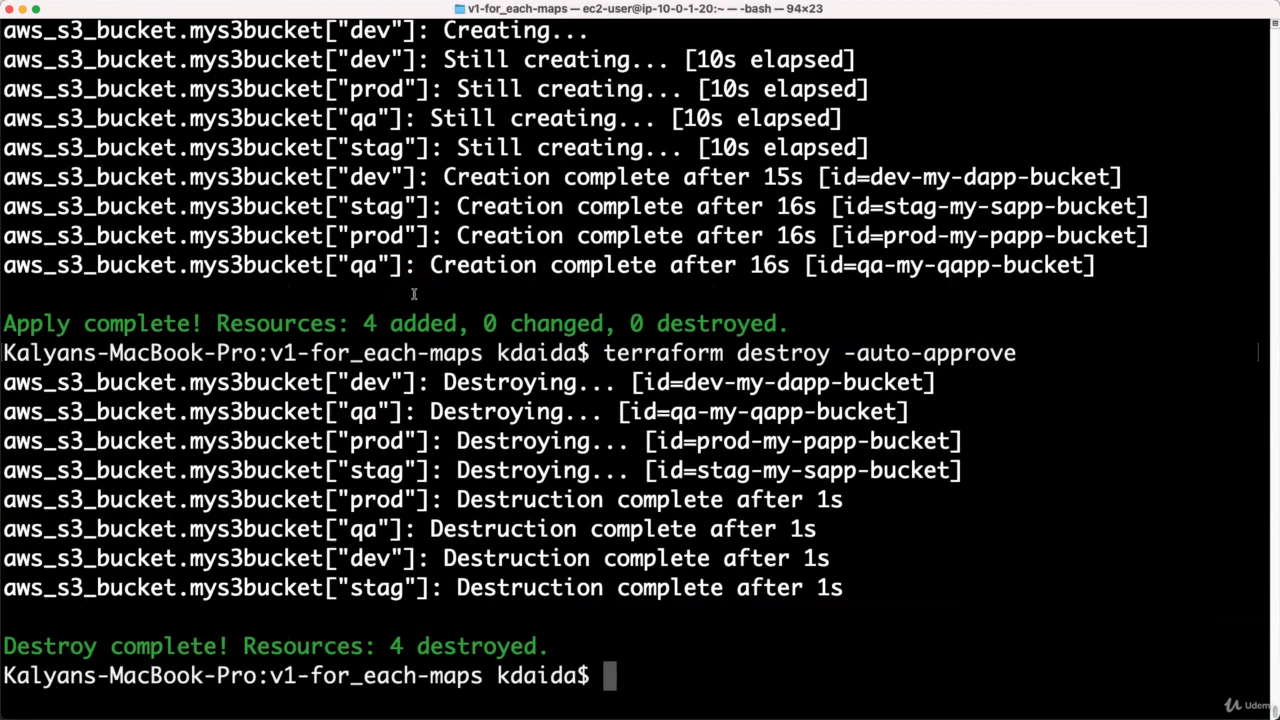 v1-for_each-maps — ec2-user@ip-10-0-1-20:~ — -bash — 94×23
aws_s3_bucket.mys3bucket["dev"]: Creating...
aws_s3_bucket.mys3bucket["dev"]: Still creating... [10s elapsed]
aws_s3_bucket.mys3bucket["prod"]: Still creating... [10s elapsed]
aws_s3_bucket.mys3bucket["qa"]: Still creating... [10s elapsed]
aws_s3_bucket.mys3bucket["stag"]: Still creating... [10s elapsed]
aws_s3_bucket.mys3bucket["dev"]: Creation complete after 15s [id=dev-my-dapp-bucket]
aws_s3_bucket.mys3bucket["stag"]: Creation complete after 16s [id=stag-my-sapp-bucket]
aws_s3_bucket.mys3bucket["prod"]: Creation complete after 16s [id=prod-my-papp-bucket]
aws_s3_bucket.mys3bucket["qa"]: Creation complete after 16s [id=qa-my-qapp-bucket]
Apply complete! Resources: 4 added, 0 changed, 0 destroyed.
Kalyans-MacBook-Pro:v1-for_each-maps kdaida$ terraform destroy -auto-approve
aws_s3_bucket.mys3bucket["dev"]: Destroying... [id=dev-my-dapp-bucket]
aws_s3_bucket.mys3bucket["qa"]: Destroying... [id=qa-my-qapp-bucket]
aws_s3_bucket.mys3bucket["prod"]: Destroying... [id=prod-my-papp-bucket]
aws_s3_bucket.mys3bucket["stag"]: Destroying... [id=stag-my-sapp-bucket]
aws_s3_bucket.mys3bucket["prod"]: Destruction complete after 1s
aws_s3_bucket.mys3bucket["qa"]: Destruction complete after 1s
aws_s3_bucket.mys3bucket["dev"]: Destruction complete after 1s
aws_s3_bucket.mys3bucket["stag"]: Destruction complete after 1s
Destroy complete! Resources: 4 destroyed.
Kalyans-MacBook-Pro:v1-for_each-maps kdaida$